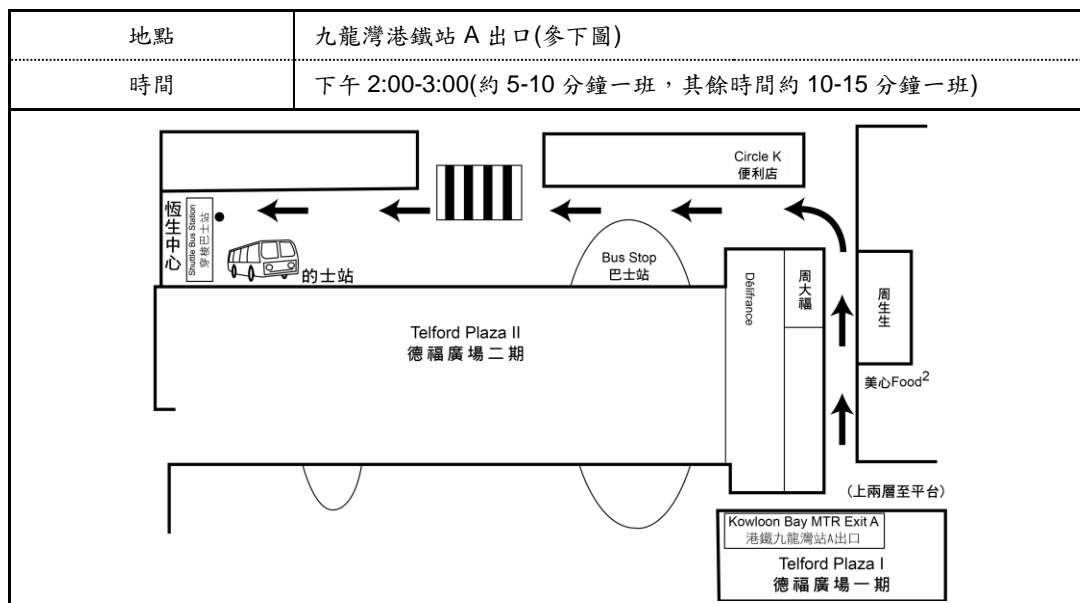 地點 九龍灣港鐵站 A 出口(參下圖)
時間 下午 2:00-3:00(約 5-10 分鐘一班，其餘時間約 10-15 分鐘一班)
Circle K
便利店
恆生中心
Shuttle Bus Station
穿梭巴士站
的士站
Bus Stop
巴士站
Délifrance
周大福
周生生
美心Food2
Telford Plaza II
德福廣場二期
(上兩層至平台)
Kowloon Bay MTR Exit A
港鐵九龍灣站A出口
Telford Plaza I
德福廣場一期